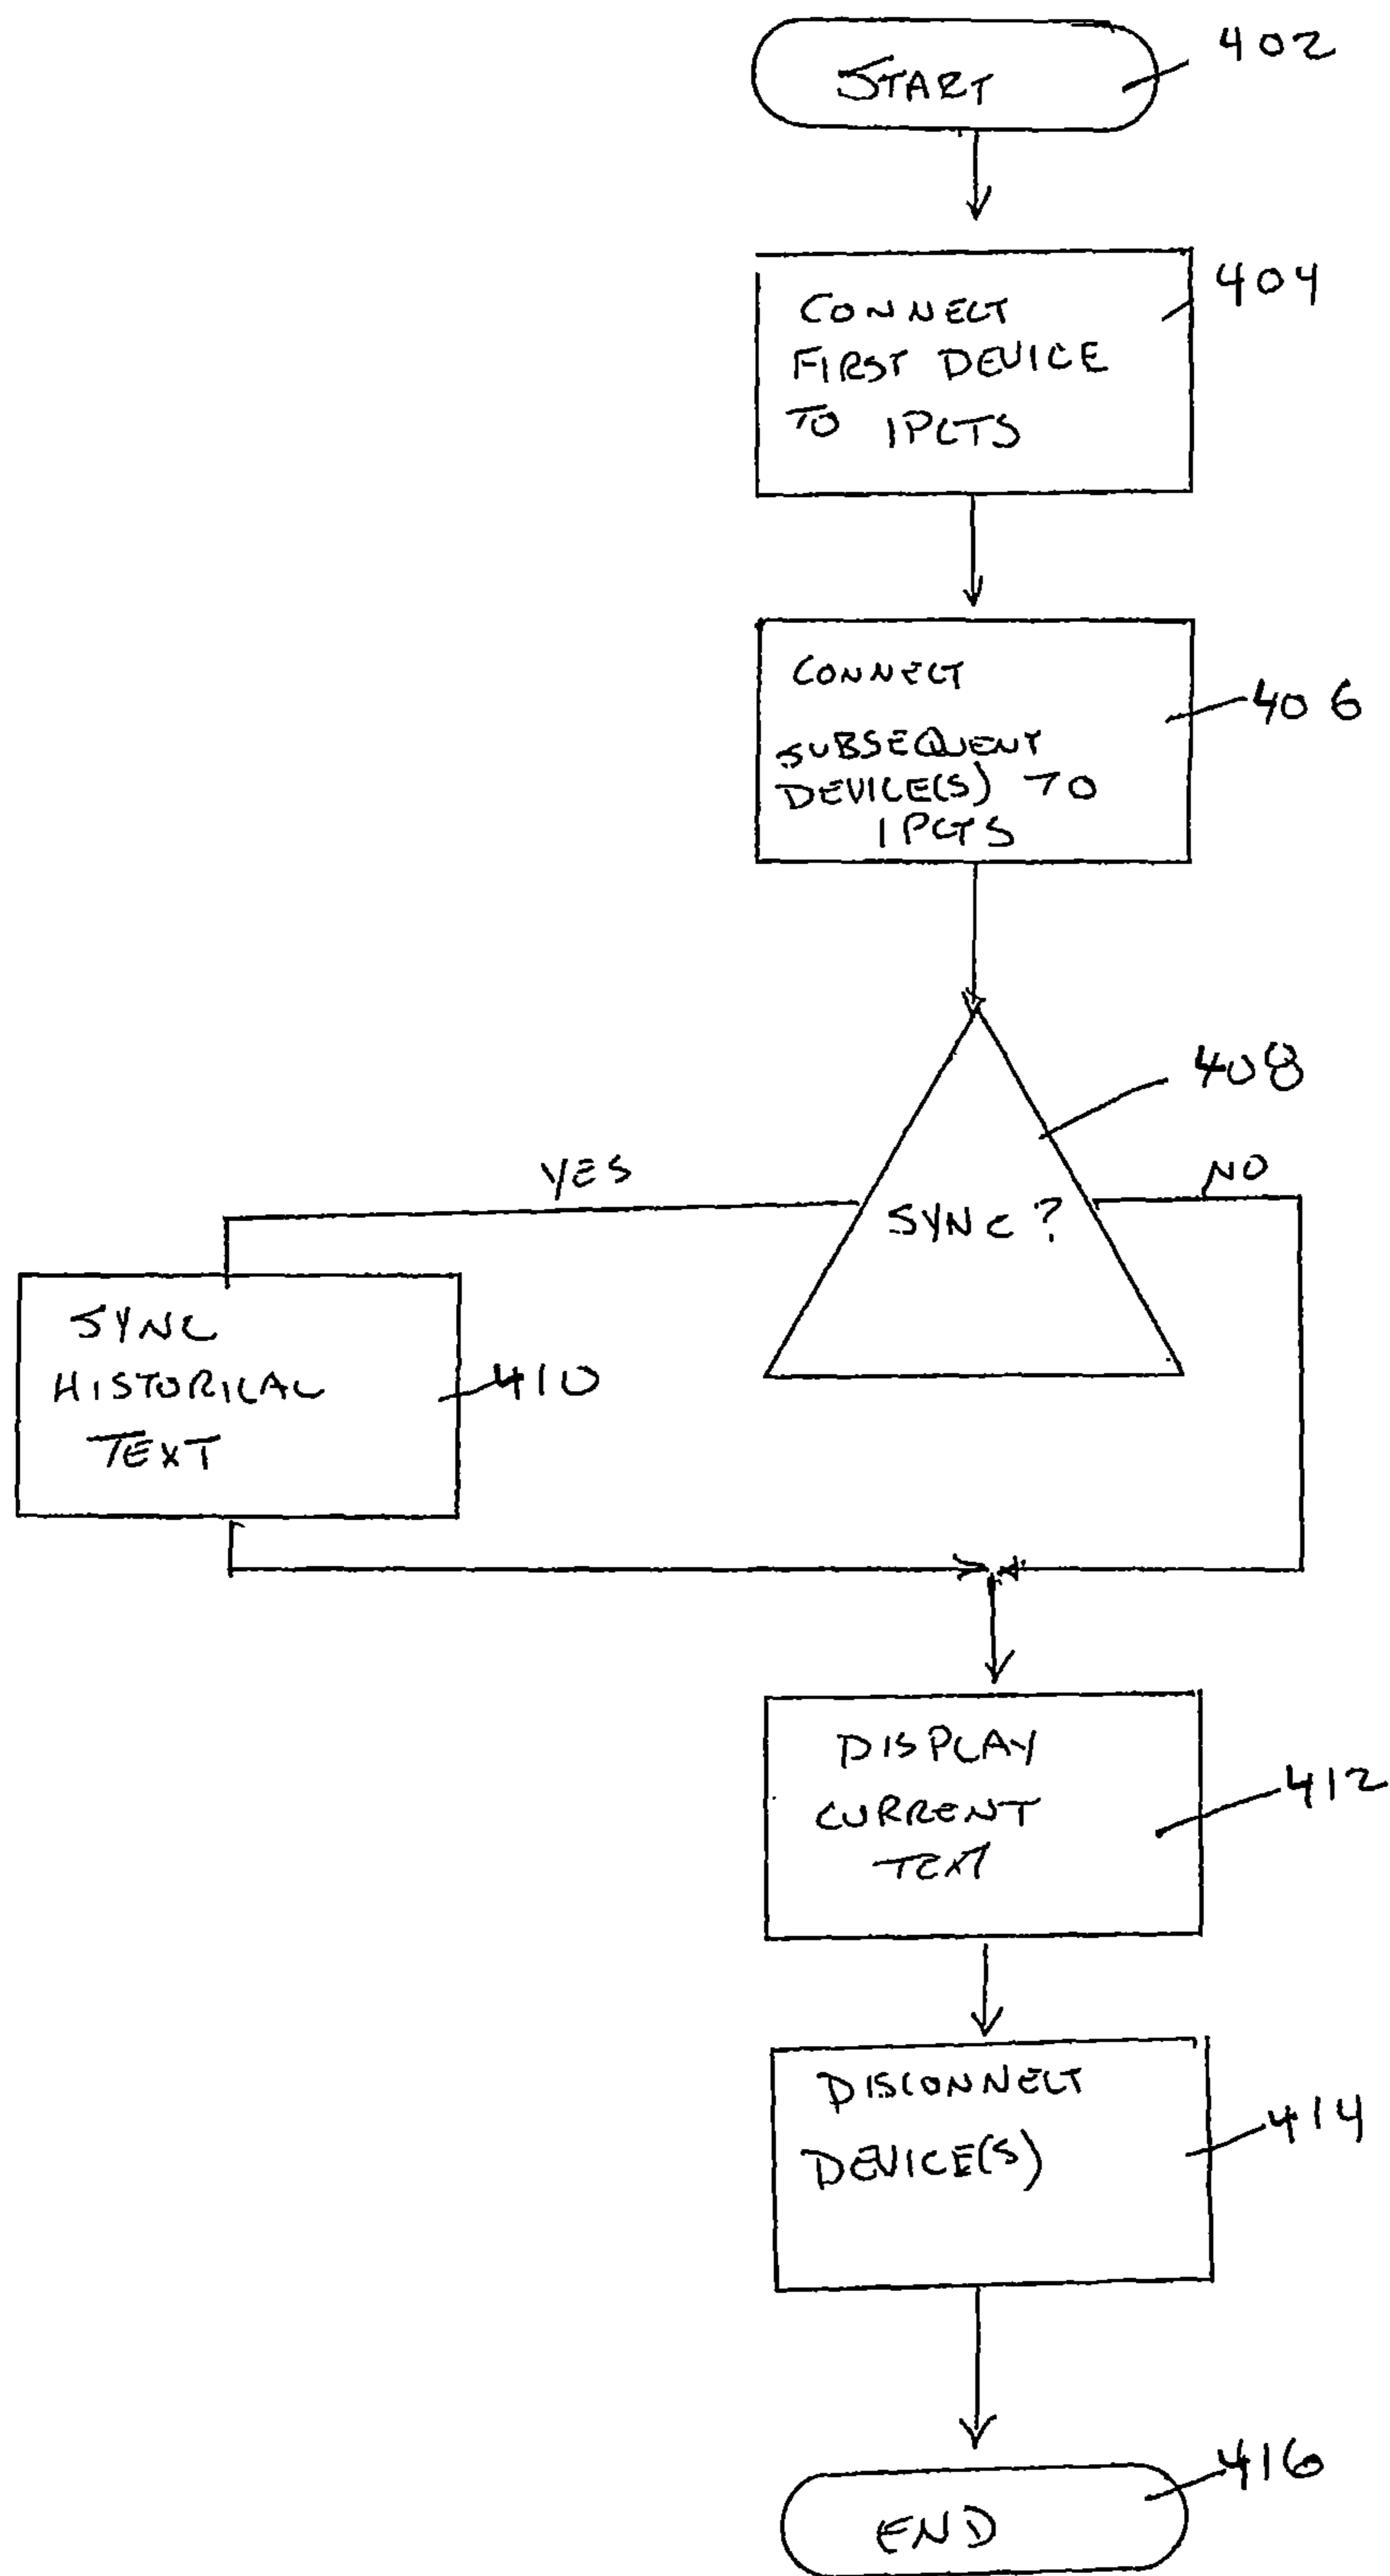 START
402
CONNECT
FIRST DEVICE
TO IPCTS
404
CONNECT
SUBSEQUENT
DEVICE(S) TO
IPCTS
406
408
YES
NO
SYNC ?
SYNC
HISTORICAL
TEXT
410
DISPLAY
CURRENT
TEXT
412
DISCONNECT
DEVICE(S)
414
END
416